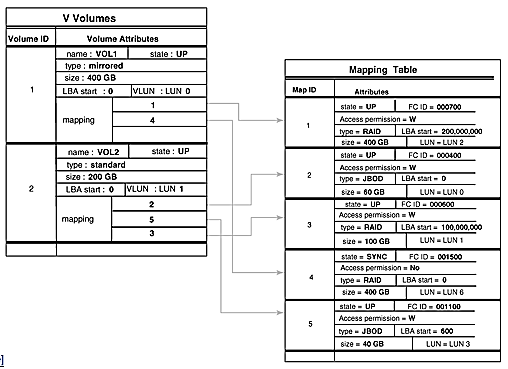 V Volumes
Volume ID Volume Attributes
name : VOL1 state : UP
type : mirrored
size : 400 GB
1 LBA start : 0 VLUN : LUN 0
mapping 1
4
name : VOL2 state : UP
type : standard
size : 200 GB
2 LBA start : 0 VLUN : LUN 1
mapping 2
5
3
Mapping Table
Map ID Attributes
state = UP FC ID = 000700
Access permission = W
1 type = RAID LBA start = 200,000,000
size = 400 GB LUN = LUN 2
state = UP FC ID = 000400
Access permission = W
2 type = JBOD LBA start = 0
size = 60 GB LUN = LUN 0
state = UP FC ID = 000600
Access permission = W
3 type = RAID LBA start = 100,000,000
size = 100 GB LUN = LUN 1
state = SYNC FC ID = 001500
Access permission = No
4 type = RAID LBA start = 0
size = 400 GB LUN = LUN 6
state = UP FC ID = 001100
Access permission = W
5 type = JBOD LBA start = 500
size = 40 GB LUN = LUN 3